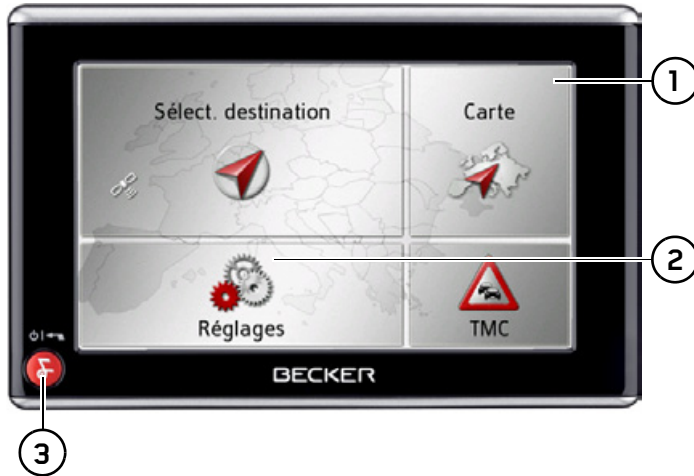 1
Sélect. destination
Carte
2
Réglages
TMC
BECKER
3